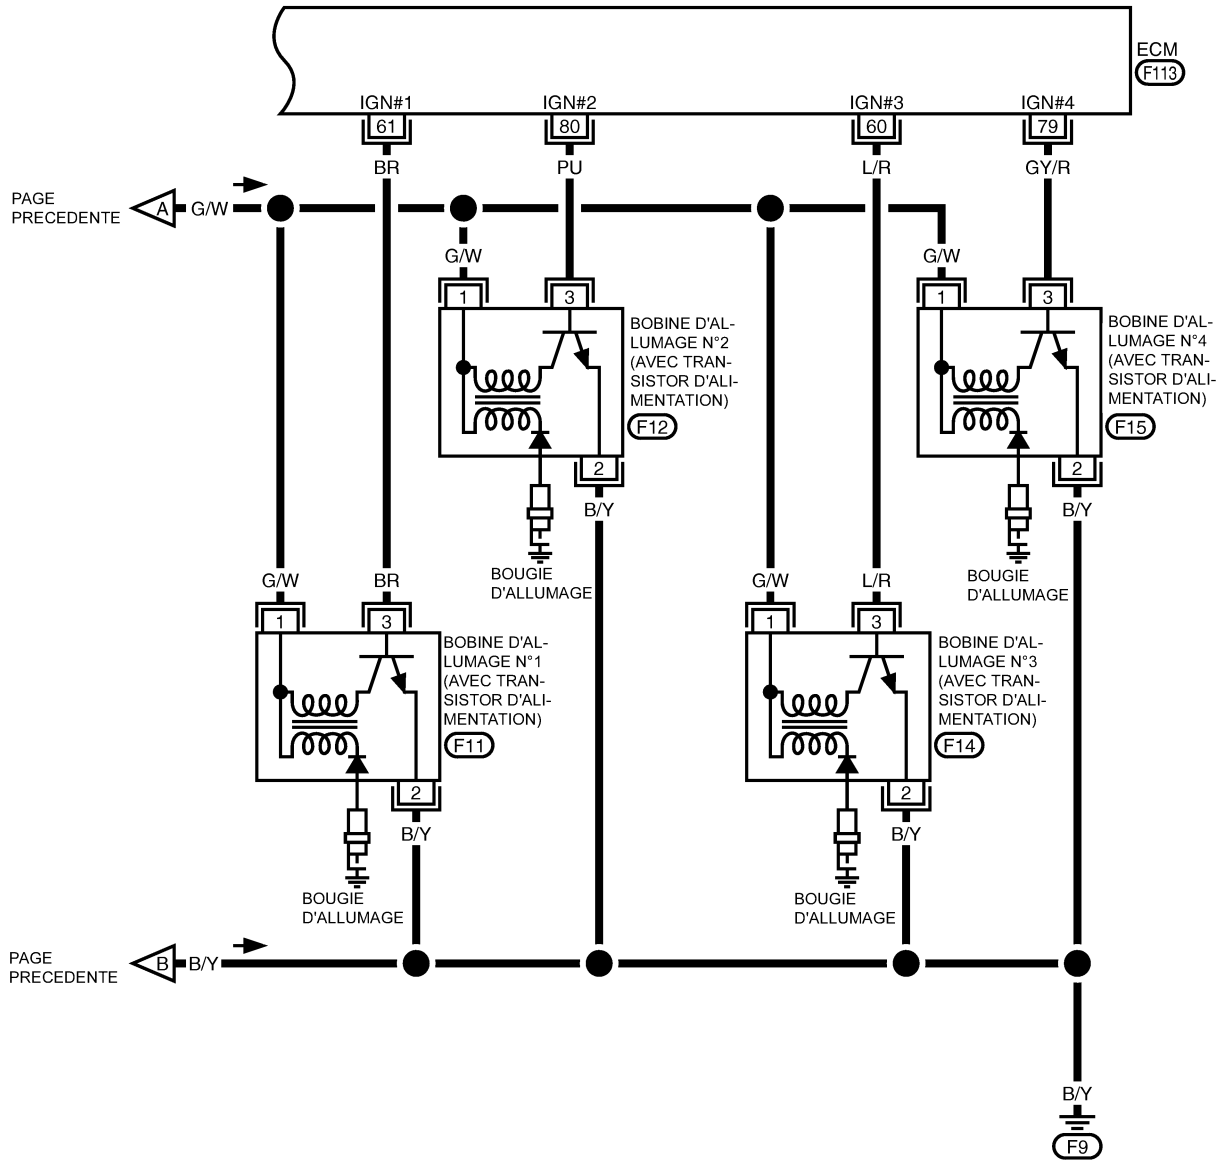 ECM
F113
IGN#1
IGN#2
IGN#3
IGN#4
61
80
60
79
BR
PU
L/R
GY/R
PAGE
PRECEDENTE
A
G/W
G/W
G/W
1
3
1
3
BOBINE D'AL-
LUMAGE N°2
(AVEC TRAN-
SISTOR D'ALI-
MENTATION)
F12
BOBINE D'AL-
LUMAGE N°4
(AVEC TRAN-
SISTOR D'ALI-
MENTATION)
F15
2
2
B/Y
B/Y
BOUGIE
D'ALLUMAGE
BOUGIE
D'ALLUMAGE
G/W
BR
G/W
L/R
1
3
1
3
BOBINE D'AL-
LUMAGE N°1
(AVEC TRAN-
SISTOR D'ALI-
MENTATION)
F11
BOBINE D'AL-
LUMAGE N°3
(AVEC TRAN-
SISTOR D'ALI-
MENTATION)
F14
2
2
B/Y
B/Y
BOUGIE
D'ALLUMAGE
BOUGIE
D'ALLUMAGE
PAGE
PRECEDENTE
B
B/Y
B/Y
F9